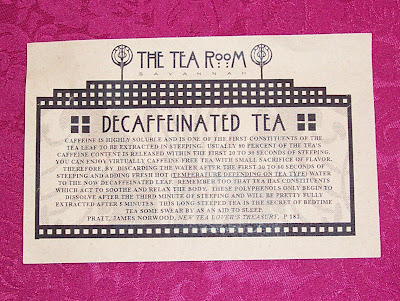 THE TEA ROOM
SAVANNAH
DECAFFEINATED TEA
CAFFEINE IS HIGHLY SOLUBLE AND IS ONE OF THE FIRST CONSTITUENTS OF THE
TEA LEAF TO BE EXTRACTED IN STEEPING. USUALLY 80 PERCENT OF THE TEA'S
CAFFEINE CONTENT IS RELEASED WITHIN THE FIRST 20 TO 30 SECONDS OF STEEPING.
YOU CAN ENJOY VIRTUALLY CAFFEINE FREE TEA WITH SMALL SACRIFICE OF FLAVOR,
THEREFORE, BY DISCARDING THE WATER AFTER THE FIRST 30 TO 60 SECONDS OF
STEEPING AND ADDING FRESH HOT (TEMPERATURE DEPENDING ON TEA TYPE) WATER
TO THE NOW DECAFFEINATED LEAF. REMEMBER TOO THAT TEA HAS CONSTITUENTS
WHICH ACT TO SOOTHE AND RELAX THE BODY. THESE POLYPHENOLS ONLY BEGIN TO
DISSOLVE AFTER THE THIRD MINUTE OF STEEPING AND WILL BE PRETTY FULLY
EXTRACTED AFTER 5 MINUTES. THIS LONG-STEEPED TEA IS THE SECRET OF BEDTIME
TEA SOME SWEAR BY AS AN AID TO SLEEP.
PRATT, JAMES NORWOOD, NEW TEA LOVER'S TREASURY, P 182.